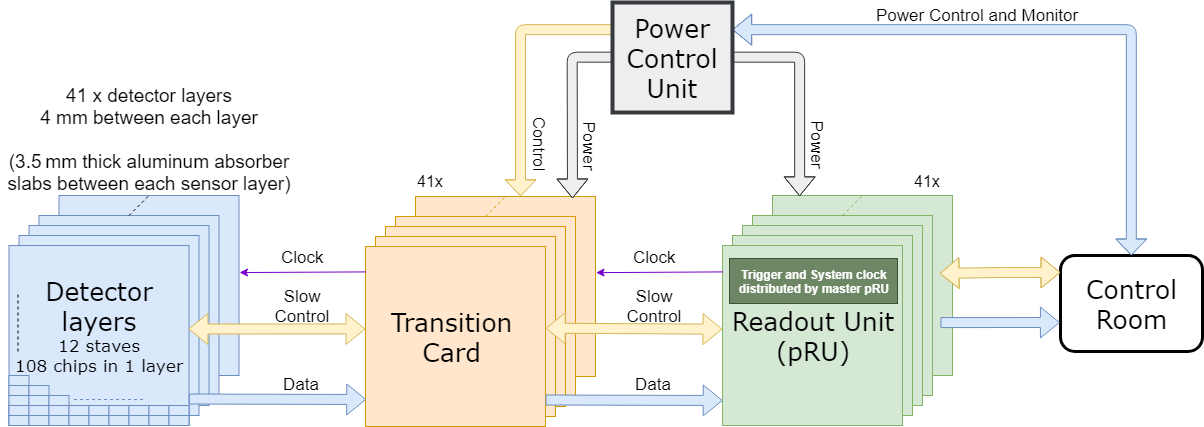 Power Control and Monitor
Power
Control
Unit
41 x detector layers
4 mm between each layer
(3.5 mm thick aluminum absorber
slabs between each sensor layer)
Control
Power
Power
41x
41x
Clock
Clock
Trigger and System clock
distributed by master pRU
Detector
layers
12 staves
108 chips in 1 layer
Slow
Control
Transition
Card
Slow
Control
Readout Unit
(pRU)
Control
Room
Data
Data